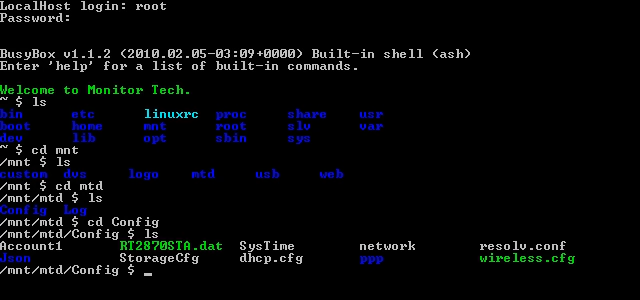 LocalHost login: root
Password:
BusyBox v1.1.2 (2010.02.05-03:09+0000) Built-in shell (ash)
Enter 'help' for a list of built-in commands.
Welcome to Monitor Tech.
~ $ ls
bin etc linuxrc proc share usr
boot home mnt root slv var
dev lib opt sbin sys
~ $ cd mnt
/mnt $ ls
custom dvs logo mtd usb web
/mnt $ cd mtd
/mnt/mtd $ ls
Config Log
/mnt/mtd $ cd Config
/mnt/mtd/Config $ ls
Account1 RT2870STA.dat SysTime network resolv.conf
Json StorageCfg dhcp.cfg ppp wireless.cfg
/mnt/mtd/Config $ _